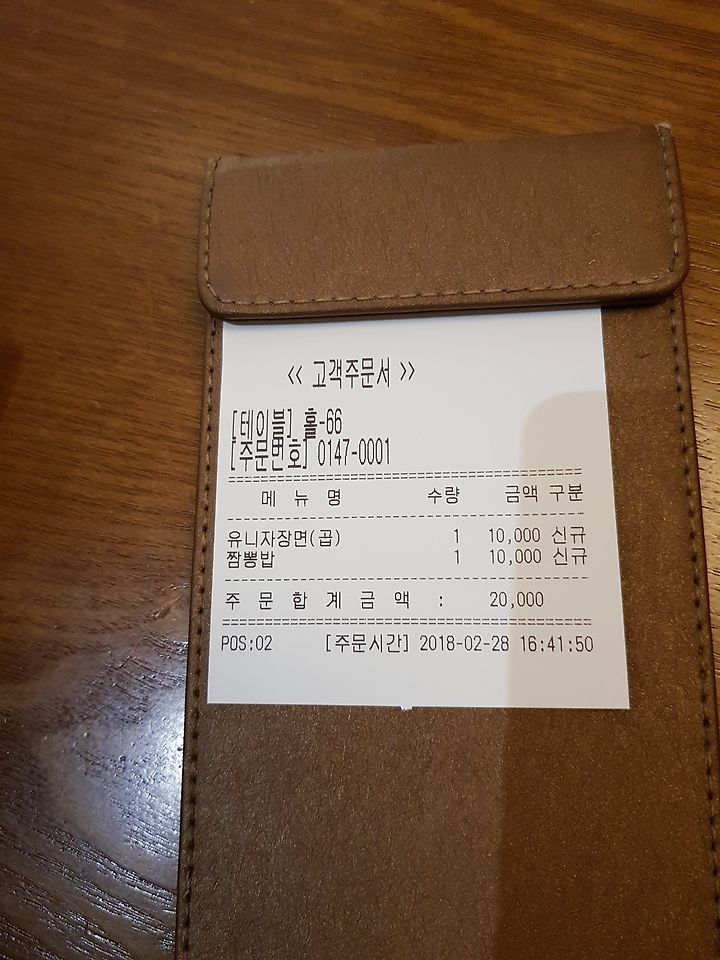 << 고객주문서 >>
[테이블] 홀-66
[주문번호] 0147-0001
메 뉴 명 수량 금액 구분
유니자장면(곱) 1 10,000 신규
짬뽕밥 1 10,000 신규
주 문 합 계 금 액 : 20,000
POS:02 [주문시간] 2018-02-28 16:41:50